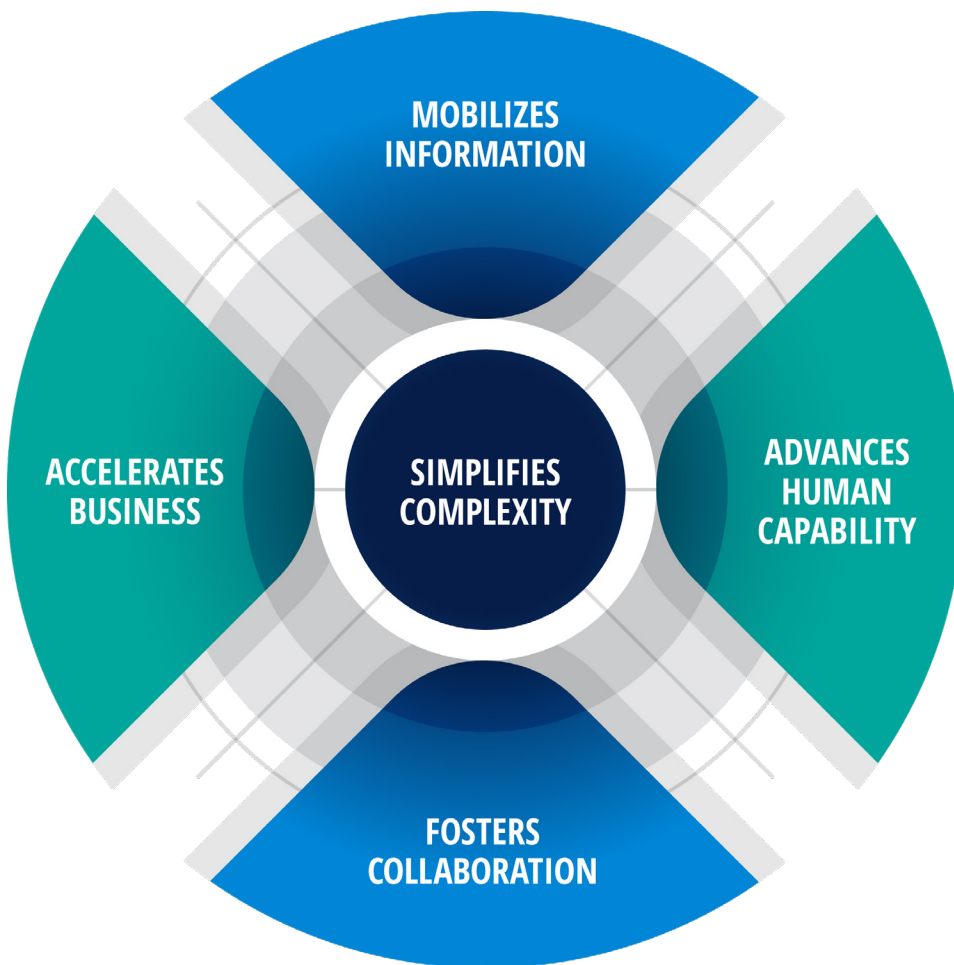 MOBILIZES
INFORMATION
ACCELERATES
BUSINESS
SIMPLIFIES
COMPLEXITY
ADVANCES
HUMAN
CAPABILITY
FOSTERS
COLLABORATION